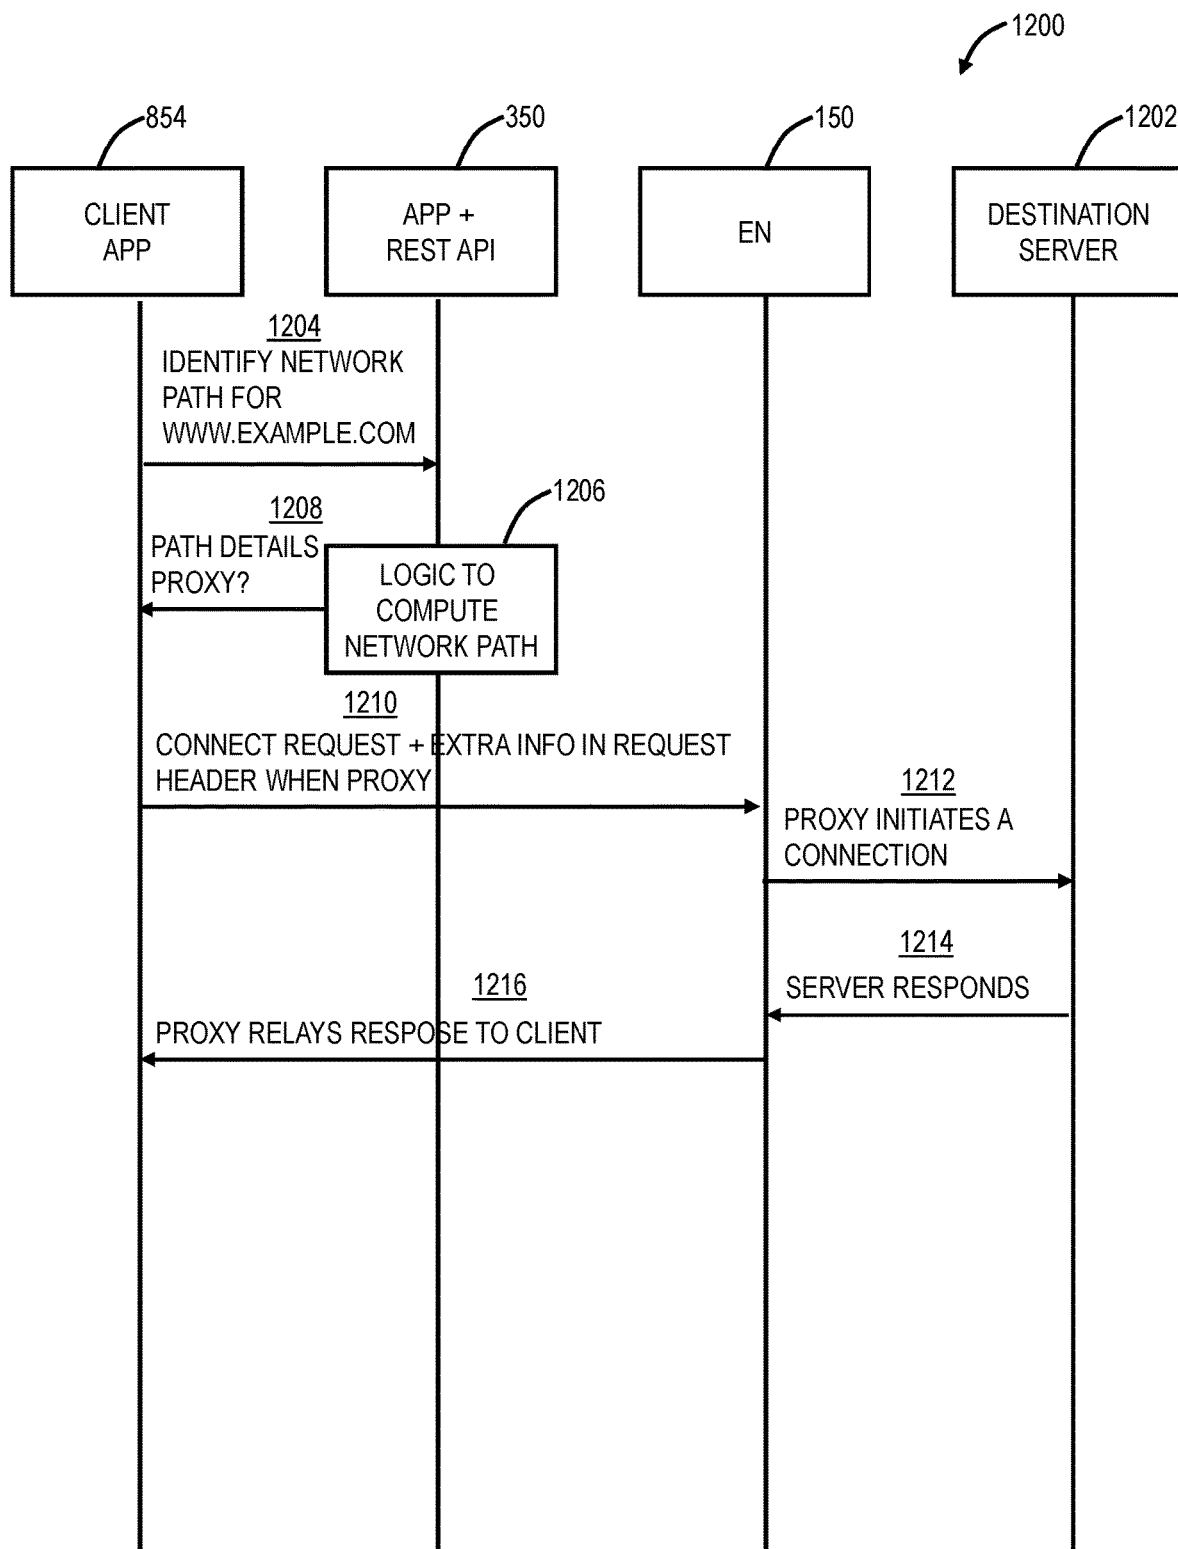 1200
854
350
150
1202
CLIENT
APP
APP +
REST API
EN
DESTINATION
SERVER
1204
IDENTIFY NETWORK
PATH FOR
WWW.EXAMPLE.COM
1206
1208
PATH DETAILS
PROXY?
LOGIC TO
COMPUTE
NETWORK PATH
1210
CONNECT REQUEST + EXTRA INFO IN REQUEST
HEADER WHEN PROXY
1212
PROXY INITIATES A
CONNECTION
1214
SERVER RESPONDS
1216
PROXY RELAYS RESPOSE TO CLIENT